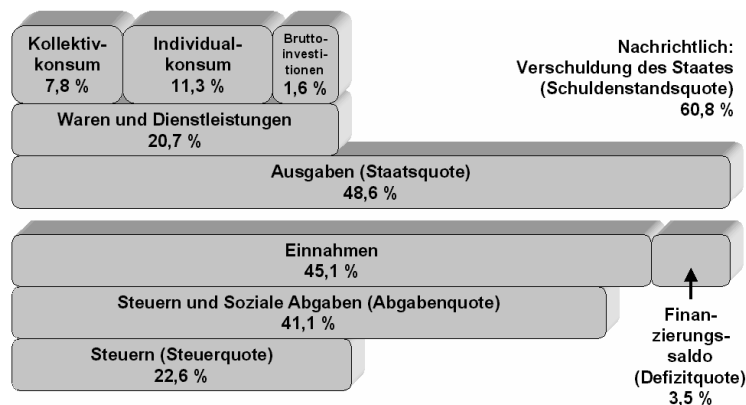 Kollektiv-
konsum
7,8 %
Individual-
konsum
11,3 %
Brutto-
investi-
tionen
1,6 %
Nachrichtlich:
Verschuldung des Staates
(Schuldenstandsquote)
60,8 %
Waren und Dienstleistungen
20,7 %
Ausgaben (Staatsquote)
48,6 %
Einnahmen
45,1 %
Steuern und Soziale Abgaben (Abgabenquote)
41,1 %
Steuern (Steuerquote)
22,6 %
Finan-
zierungs-
saldo
(Defizitquote)
3,5 %